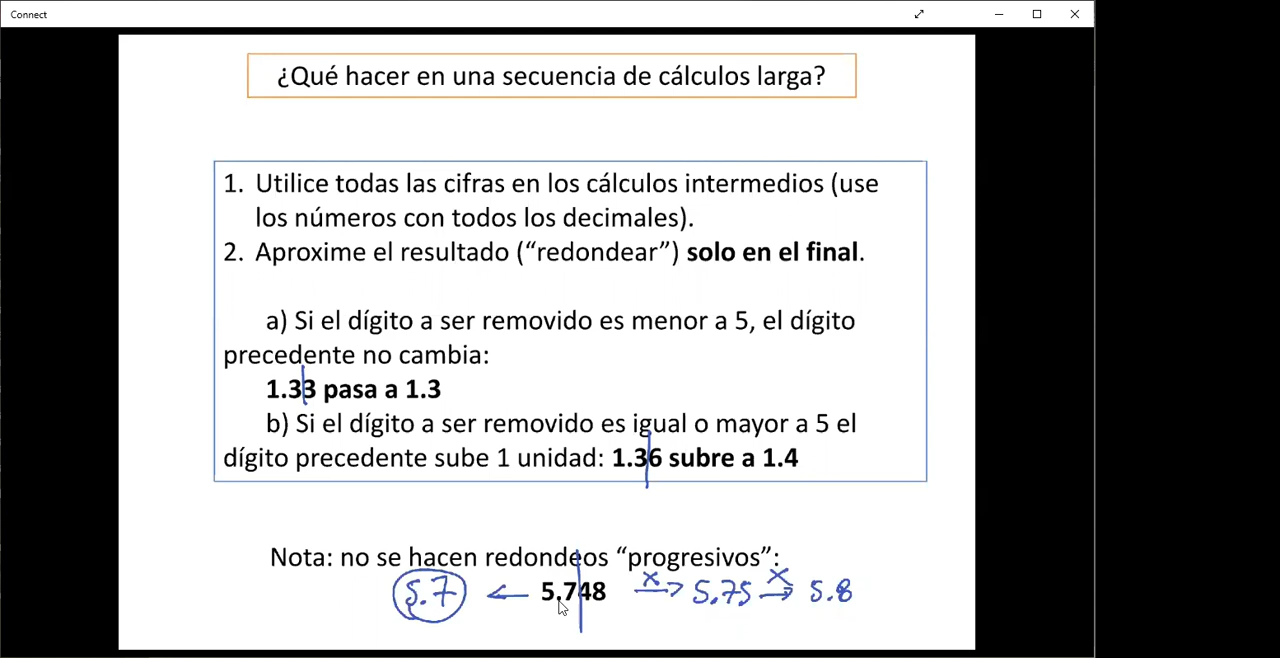 Connect
¿Qué hacer en una secuencia de cálculos larga?
1. Utilice todas las cifras en los cálculos intermedios (use
los números con todos los decimales).
2. Aproxime el resultado (“redondear”) solo en el final.
a) Si el dígito a ser removido es menor a 5, el dígito
precedente no cambia:
1.33 pasa a 1.3
b) Si el dígito a ser removido es igual o mayor a 5 el
dígito precedente sube 1 unidad: 1.36 subre a 1.4
Nota: no se hacen redondeos “progresivos”:
5.7 ← 5.748 x→ 5.75 x→ 5.8